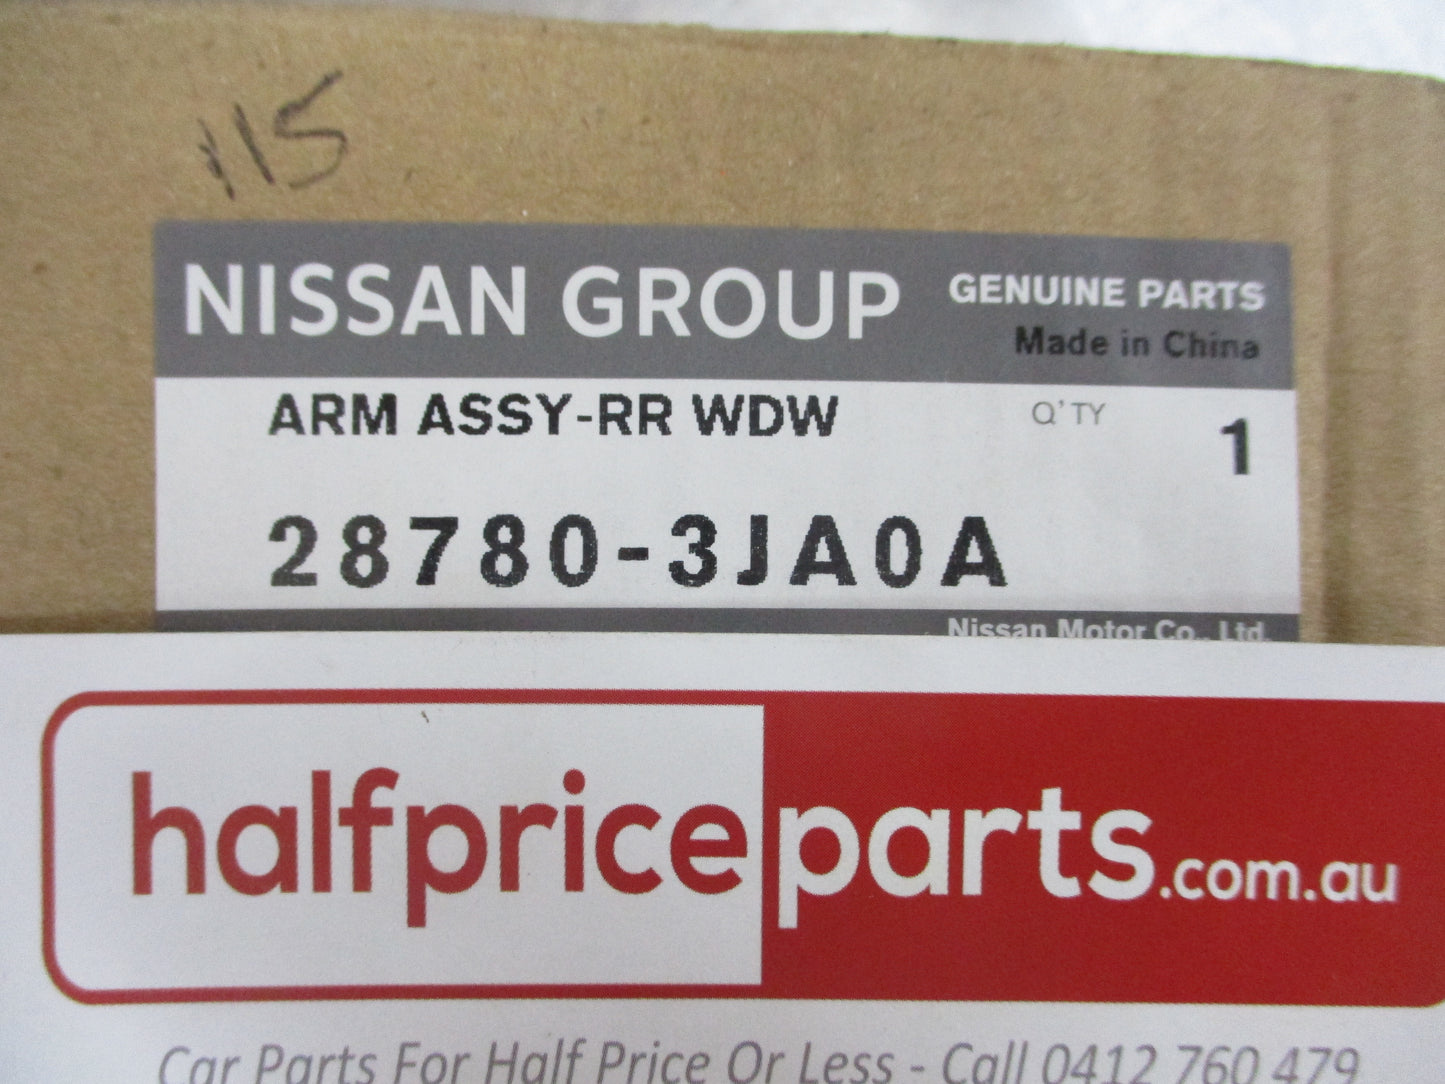 115
NISSAN GROUP GENUINE PARTS
Made in China
ARM ASSY-RR WDW Q'TY 1
28780-3JA0A
Nissan Motor Co., Ltd.
halfpriceparts.com.au
Car Parts For Half Price Or Less - Call 0412 760 479